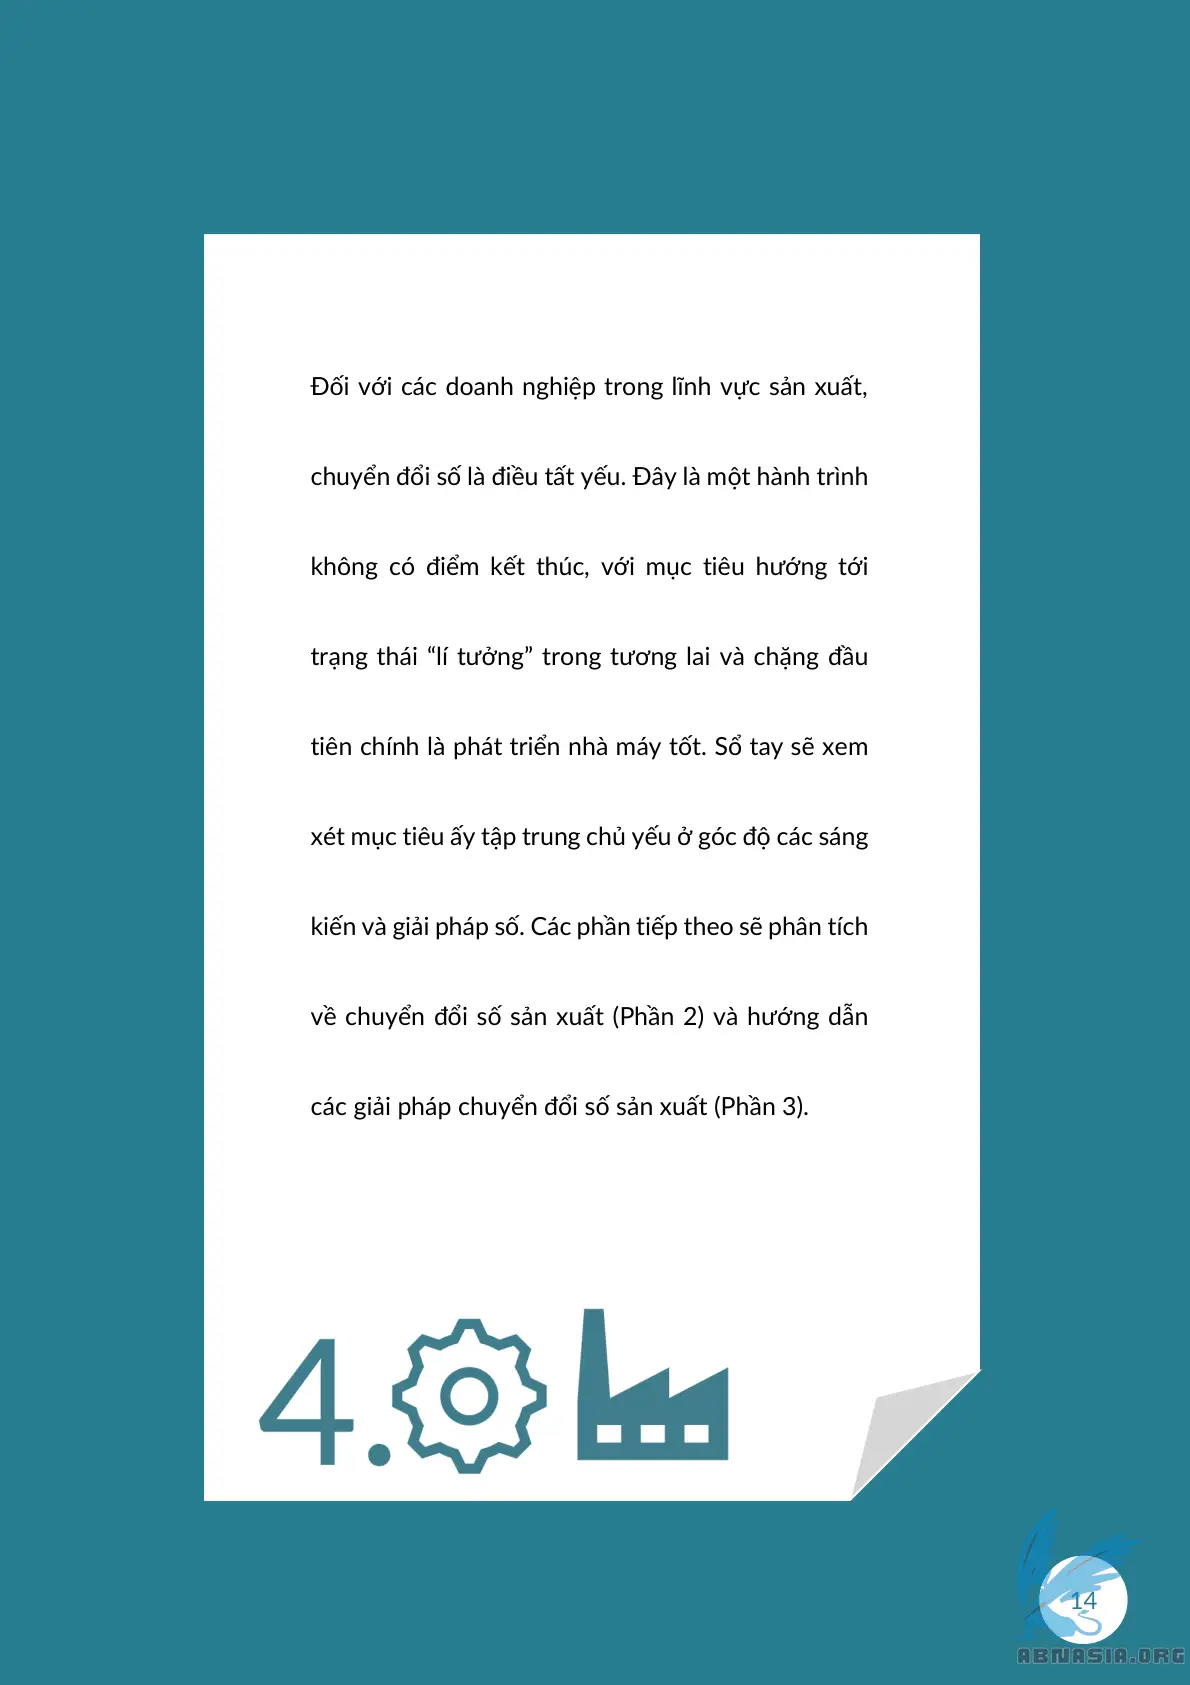 Đối với các doanh nghiệp trong lĩnh vực sản xuất,
chuyển đổi số là điều tất yếu. Đây là một hành trình
không có điểm kết thúc, với mục tiêu hướng tới
trạng thái “lí tưởng” trong tương lai và chặng đầu
tiên chính là phát triển nhà máy tốt. Sổ tay sẽ xem
xét mục tiêu ấy tập trung chủ yếu ở góc độ các sáng
kiến và giải pháp số. Các phần tiếp theo sẽ phân tích
về chuyển đổi số sản xuất (Phần 2) và hướng dẫn
các giải pháp chuyển đổi số sản xuất (Phần 3).
4.
14
ABNASIA.ORG